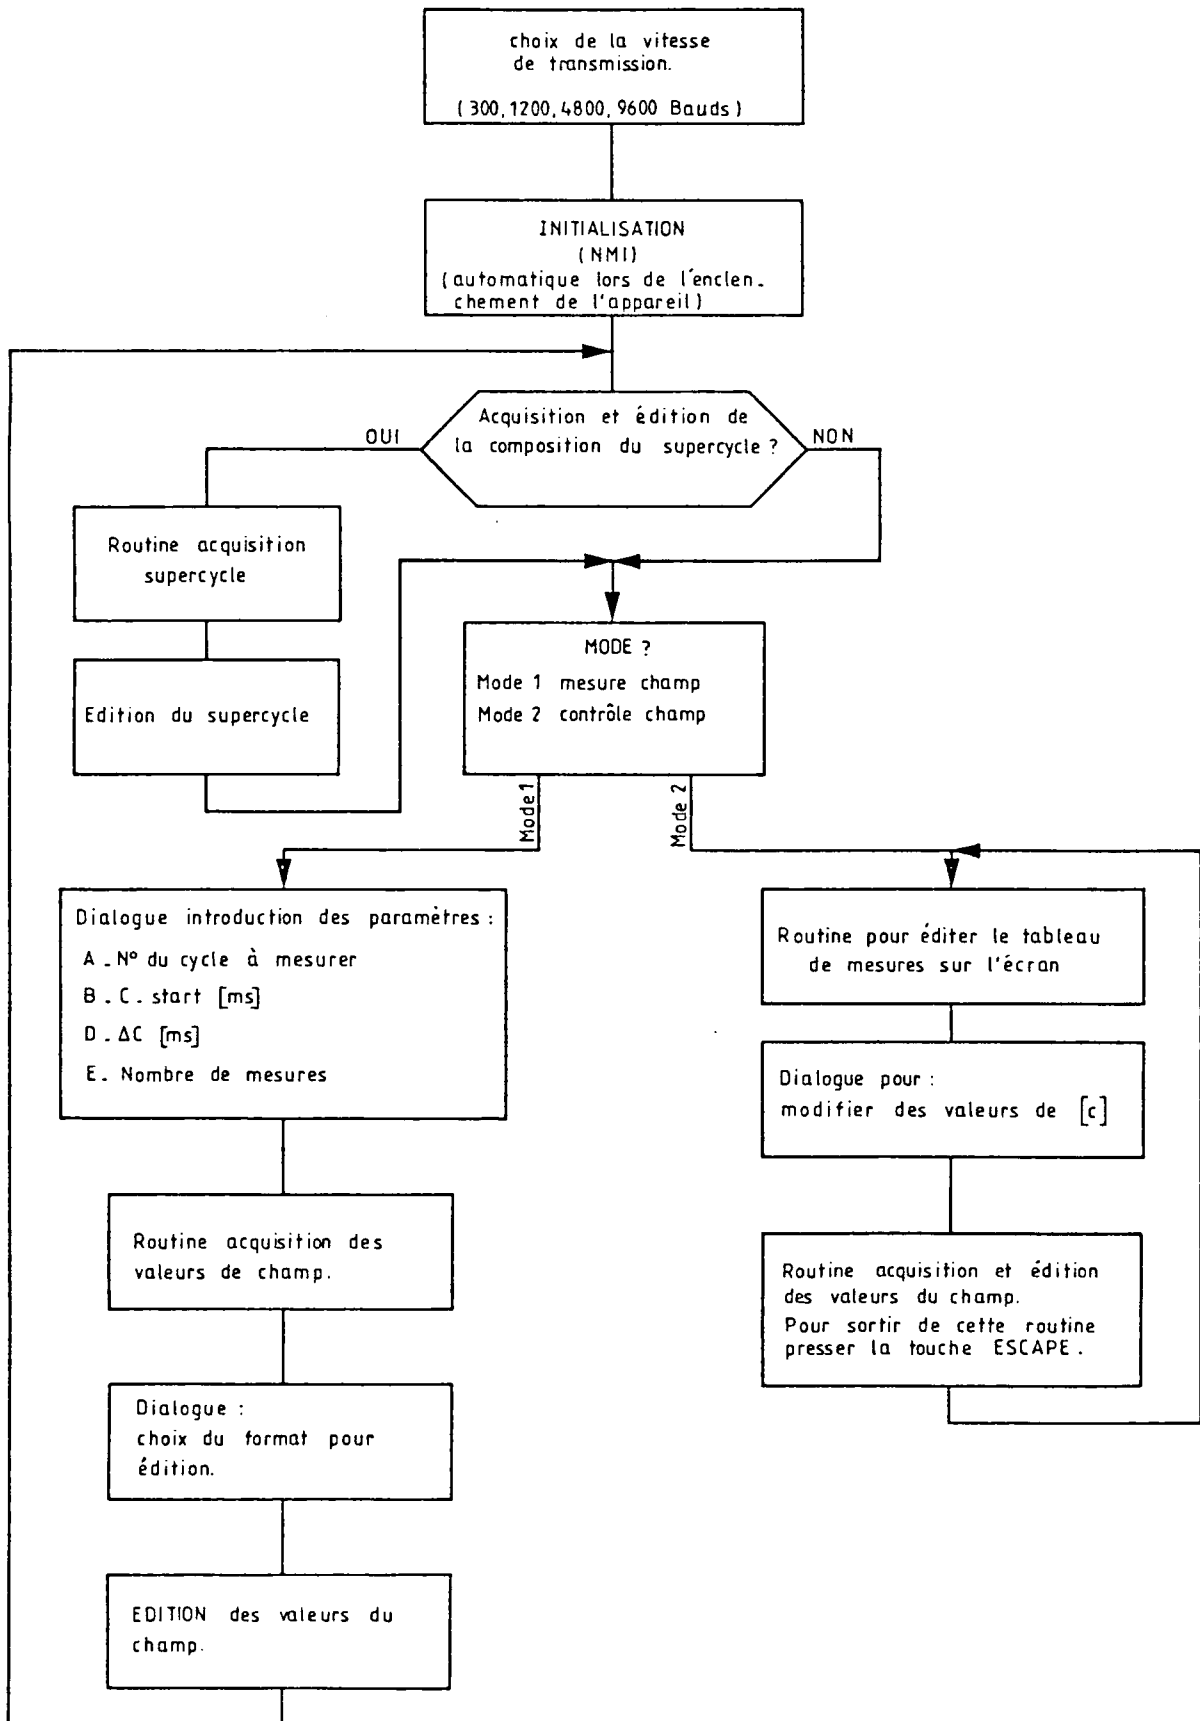 choix de la vitesse
de transmission.
(300, 1200, 4800, 9600 Bauds)
INITIALISATION
(NMI)
(automatique lors de l'enclen-
chement de l'appareil)
Acquisition et édition de
la composition du supercycle ?
OUI
NON
Routine acquisition
supercycle
Edition du supercycle
MODE ?
Mode 1 mesure champ
Mode 2 contrôle champ
Mode 1
Mode 2
Dialogue introduction des paramètres :
A - N° du cycle à mesurer
B - C - start [ms]
D - ΔC [ms]
E - Nombre de mesures
Routine acquisition des
valeurs de champ.
Dialogue :
choix du format pour
édition.
EDITION des valeurs du
champ.
Routine pour éditer le tableau
de mesures sur l'écran
Dialogue pour :
modifier des valeurs de [c]
Routine acquisition et édition
des valeurs du champ.
Pour sortir de cette routine
presser la touche ESCAPE.